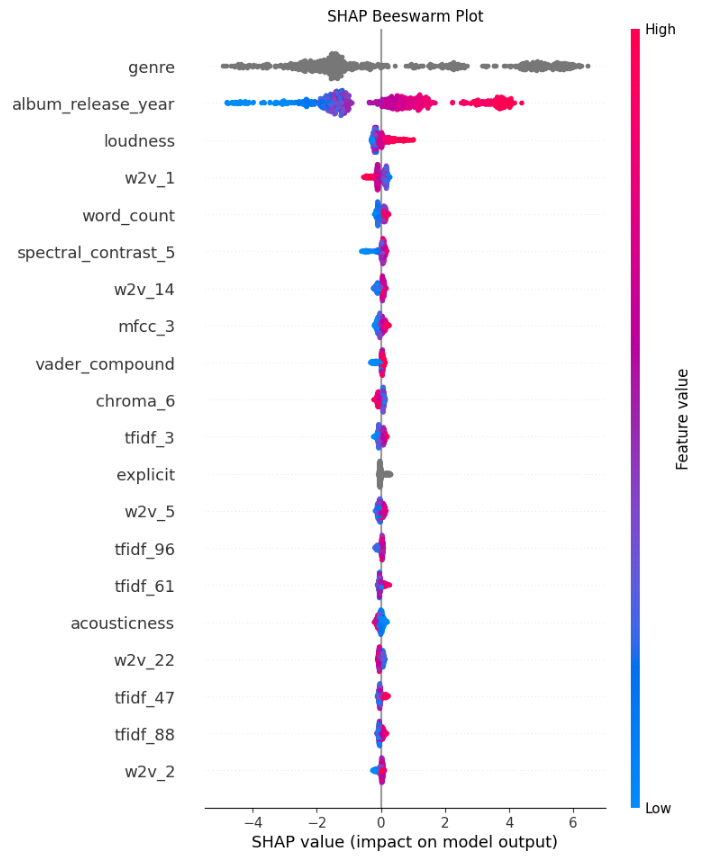 SHAP Beeswarm Plot
High
genre
album_release_year
loudness
w2v_1
word_count
spectral_contrast_5
w2v_14
mfcc_3
vader_compound
chroma_6
tfidf_3
explicit
w2v_5
tfidf_96
tfidf_61
acousticness
w2v_22
tfidf_47
tfidf_88
w2v_2
Feature value
Low
−4 −2 0 2 4 6
SHAP value (impact on model output)